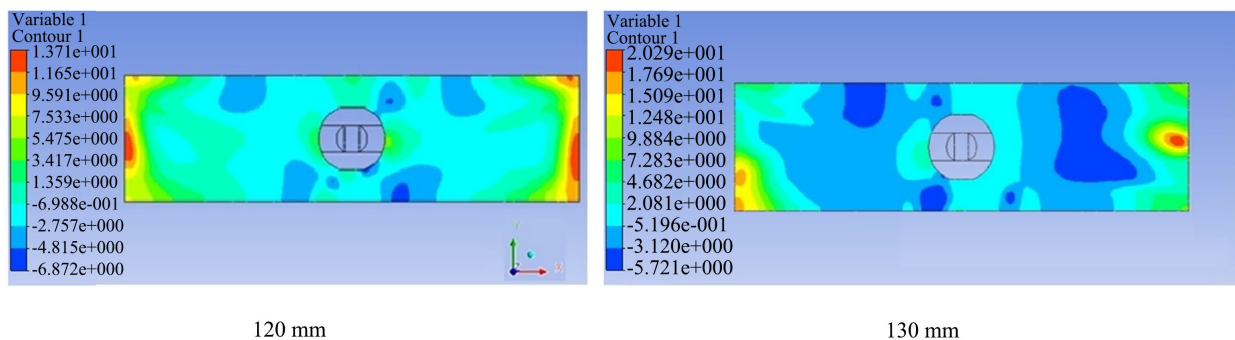 Variable 1
Contour 1
1.371e+001
1.165e+001
9.591e+000
7.533e+000
5.475e+000
3.417e+000
1.359e+000
-6.988e-001
-2.757e+000
-4.815e+000
-6.872e+000
120 mm
Variable 1
Contour 1
2.029e+001
1.769e+001
1.509e+001
1.248e+001
9.884e+000
7.283e+000
4.682e+000
2.081e+000
-5.196e-001
-3.120e+000
-5.721e+000
130 mm